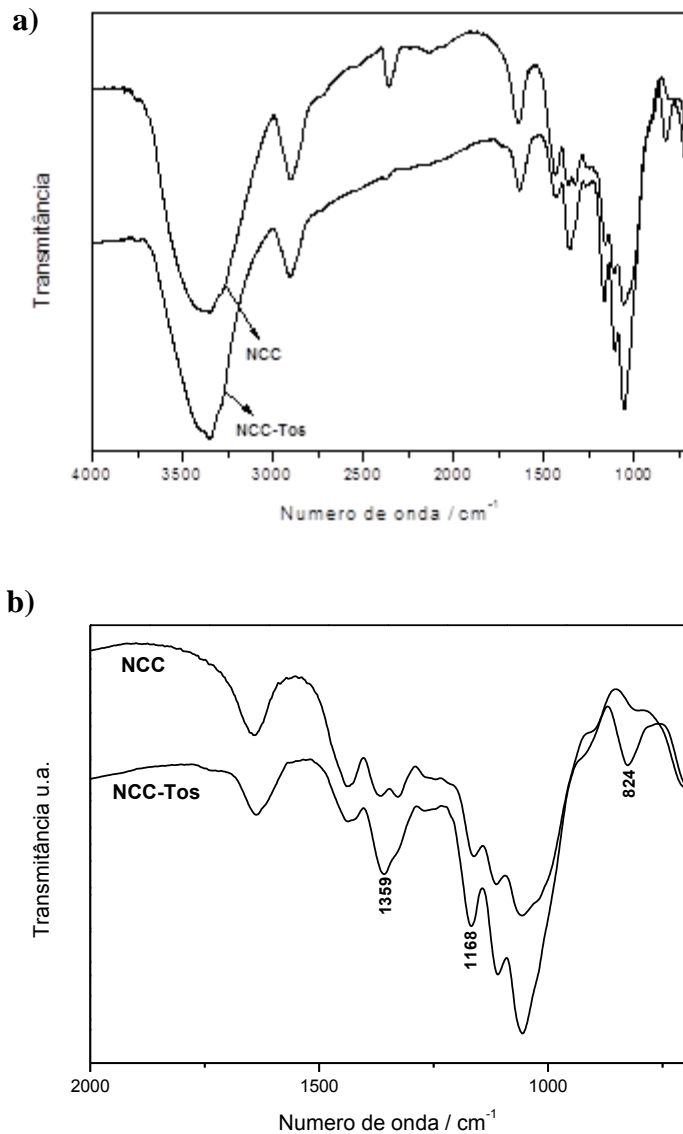 a)
Transmitância
NCC
NCC-Tos
4000 3500 3000 2500 2000 1500 1000
Numero de onda / cm⁻¹
b)
Transmitância u.a.
NCC
NCC-Tos
824
1359
1168
2000 1500 1000
Numero de onda / cm⁻¹